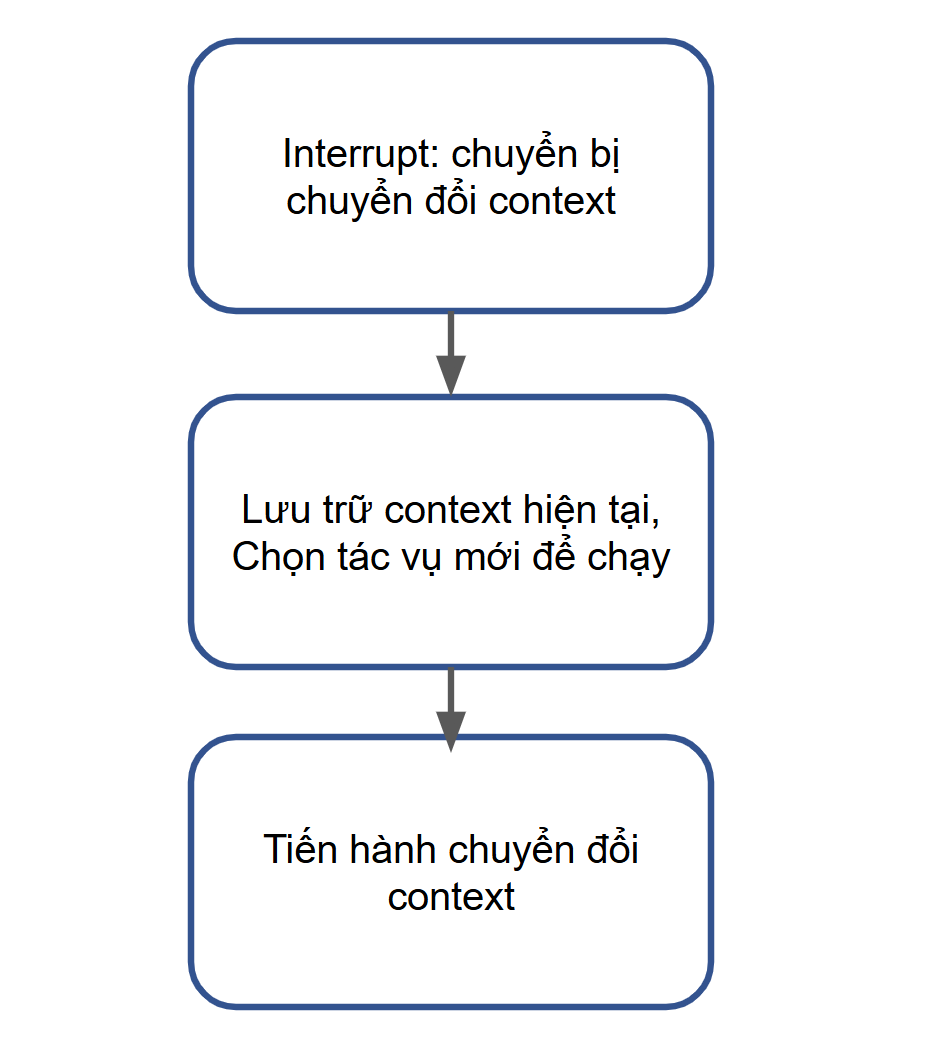 Interrupt: chuyển bị
chuyển đổi context
Lưu trữ context hiện tại,
Chọn tác vụ mới để chạy
Tiến hành chuyển đổi
context